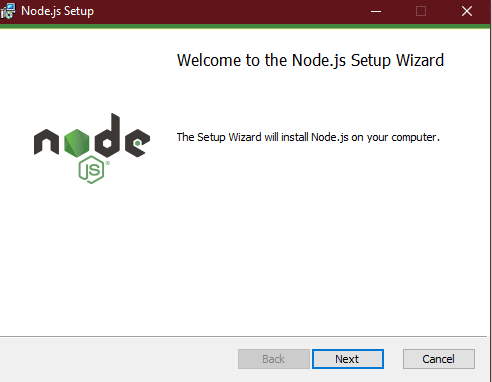 Node.js Setup
Welcome to the Node.js Setup Wizard
The Setup Wizard will install Node.js on your computer.
node
JS
Back
Next
Cancel